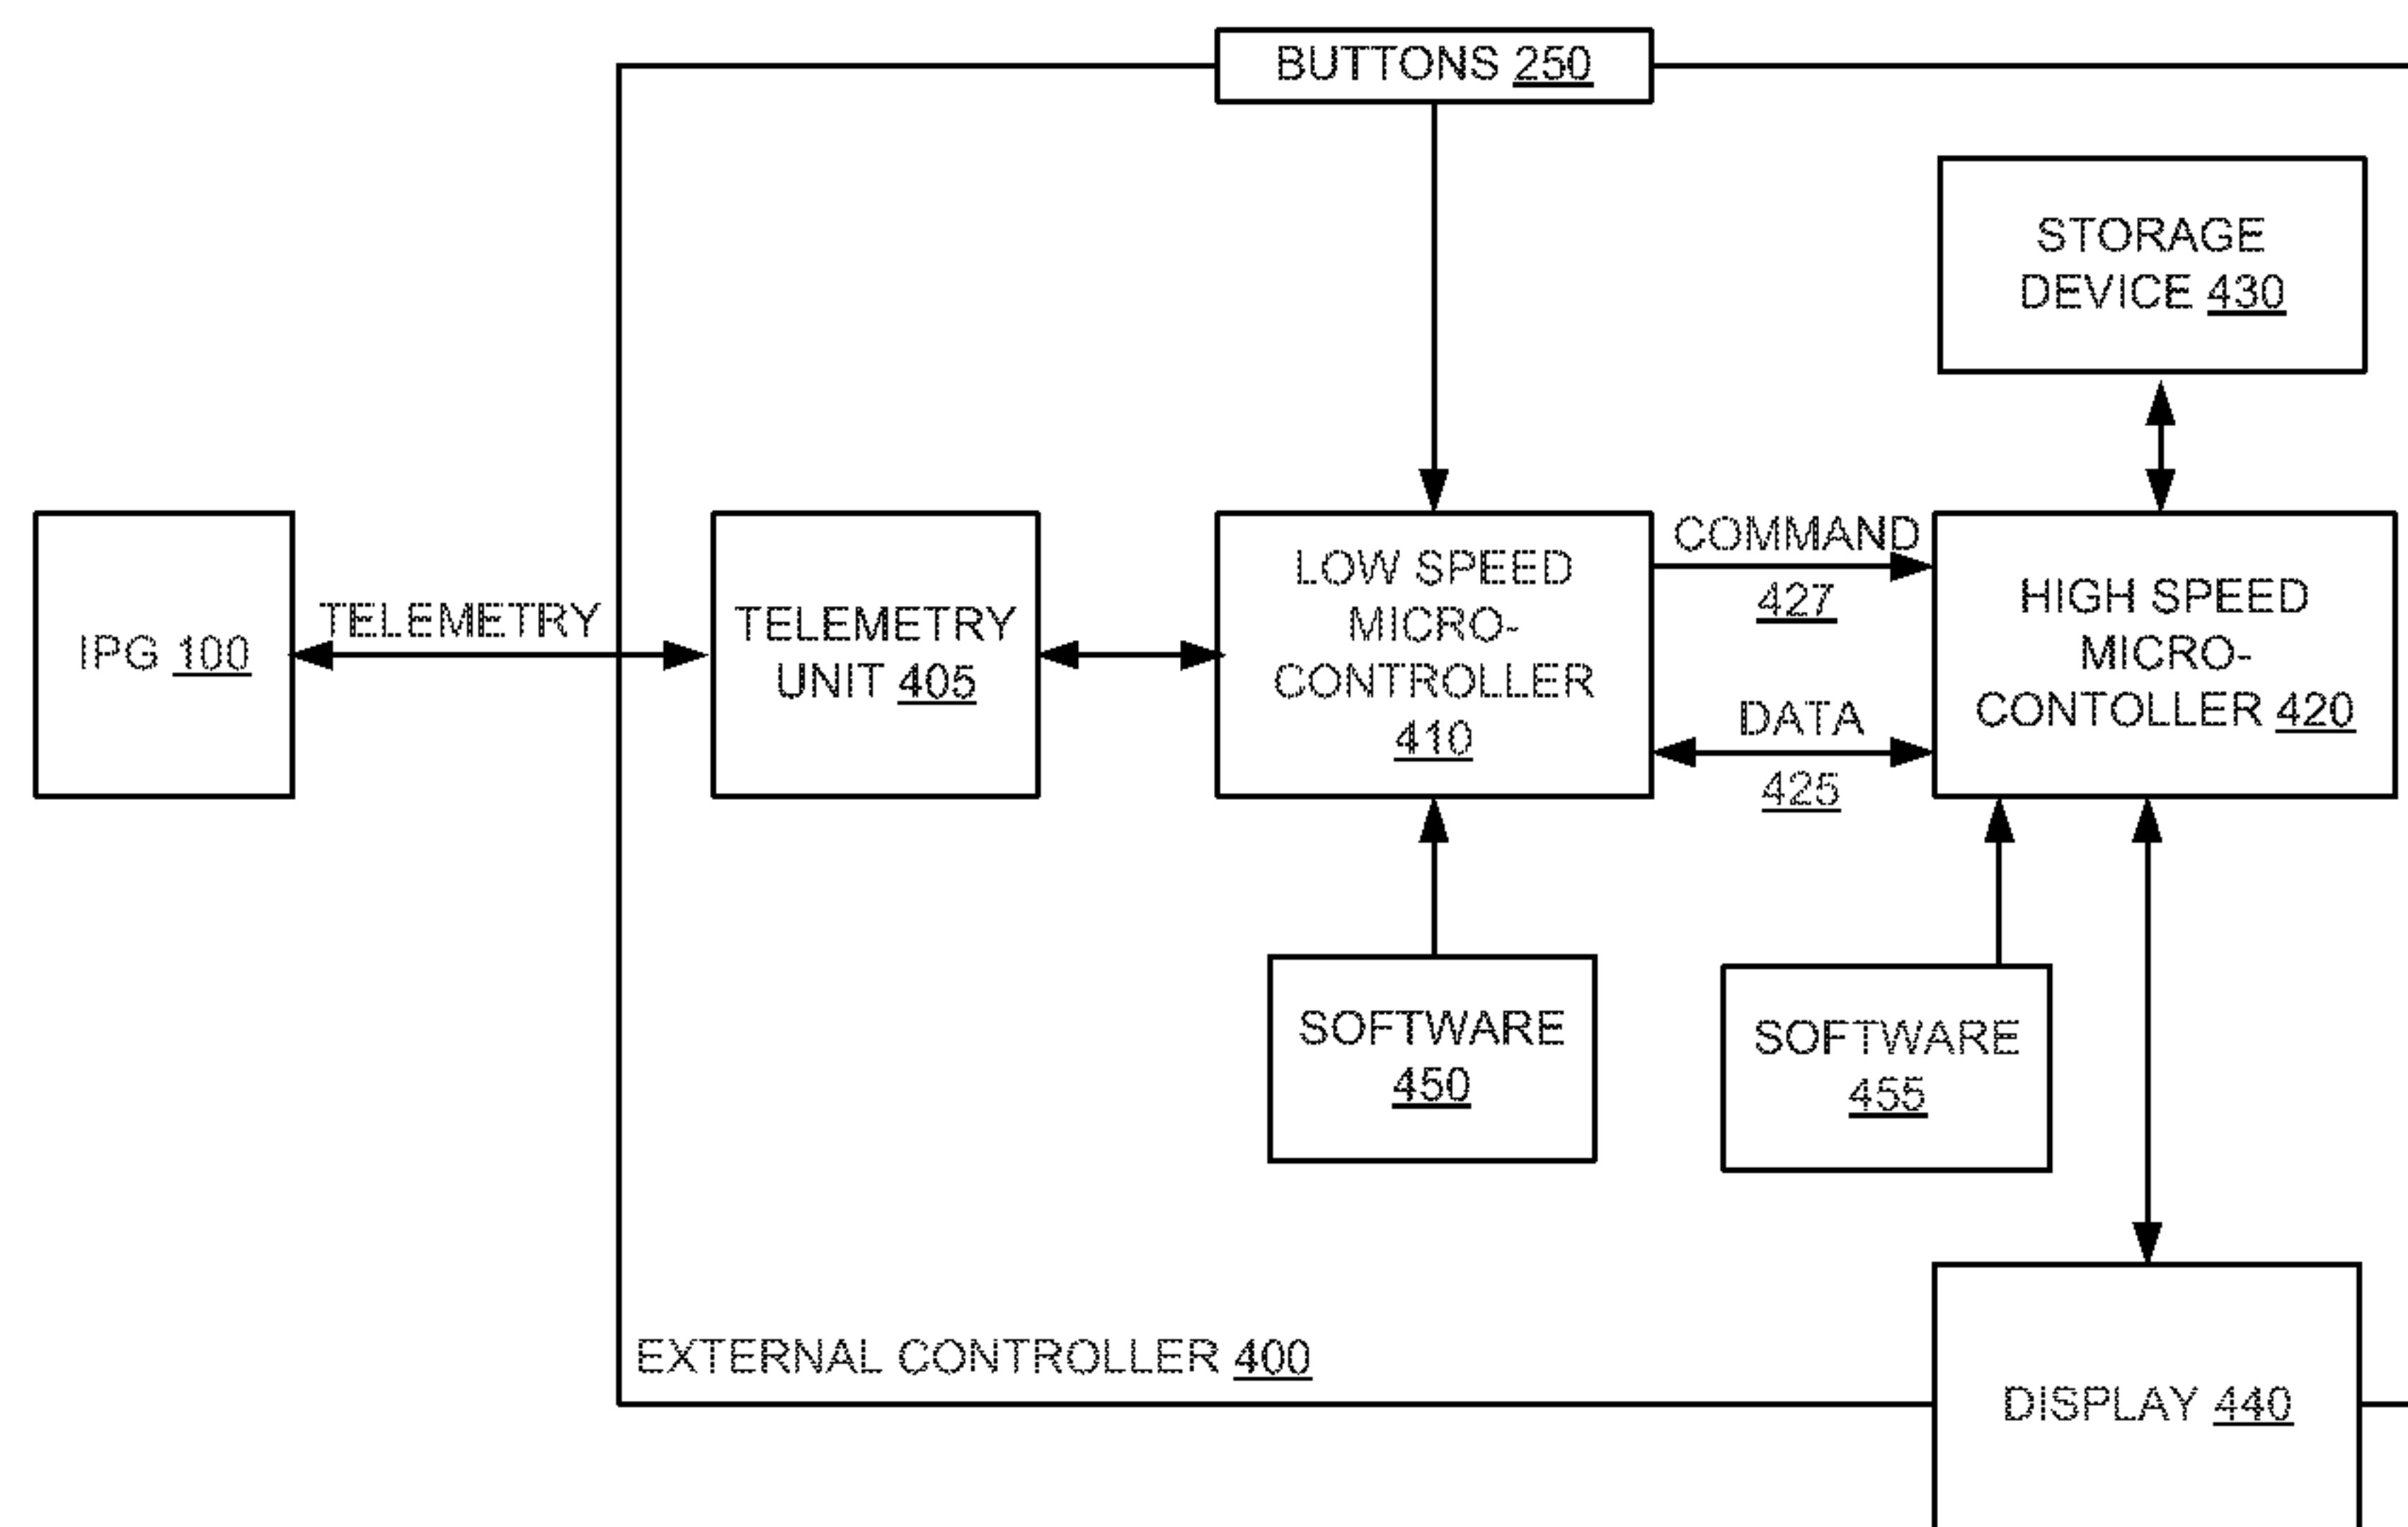 BUTTONS 250
STORAGE
DEVICE 430
IPG 100
TELEMETRY
TELEMETRY
UNIT 405
LOW SPEED
MICRO-
CONTROLLER
410
COMMAND
427
DATA
425
HIGH SPEED
MICRO-
CONTOLLER 420
SOFTWARE
450
SOFTWARE
455
EXTERNAL CONTROLLER 400
DISPLAY 440